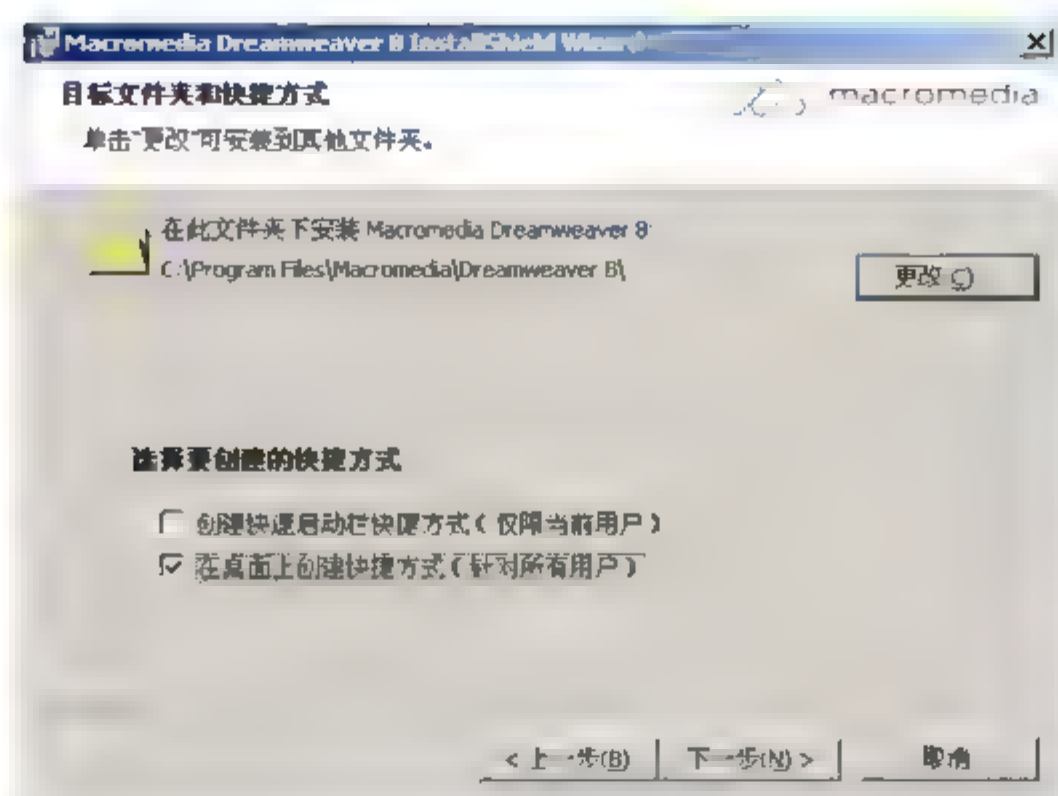 Macromedia Dreamweaver 8 InstallShield Wizard
目标文件夹和快捷方式
macromedia
单击"更改"可安装到其他文件夹。
在此文件夹下安装 Macromedia Dreamweaver 8:
C:\Program Files\Macromedia\Dreamweaver 8\
更改(C)
选择要创建的快捷方式
创建快速启动栏快捷方式(仅限当前用户)
在桌面上创建快捷方式(针对所有用户)
< 上一步(B)
下一步(N) >
取消